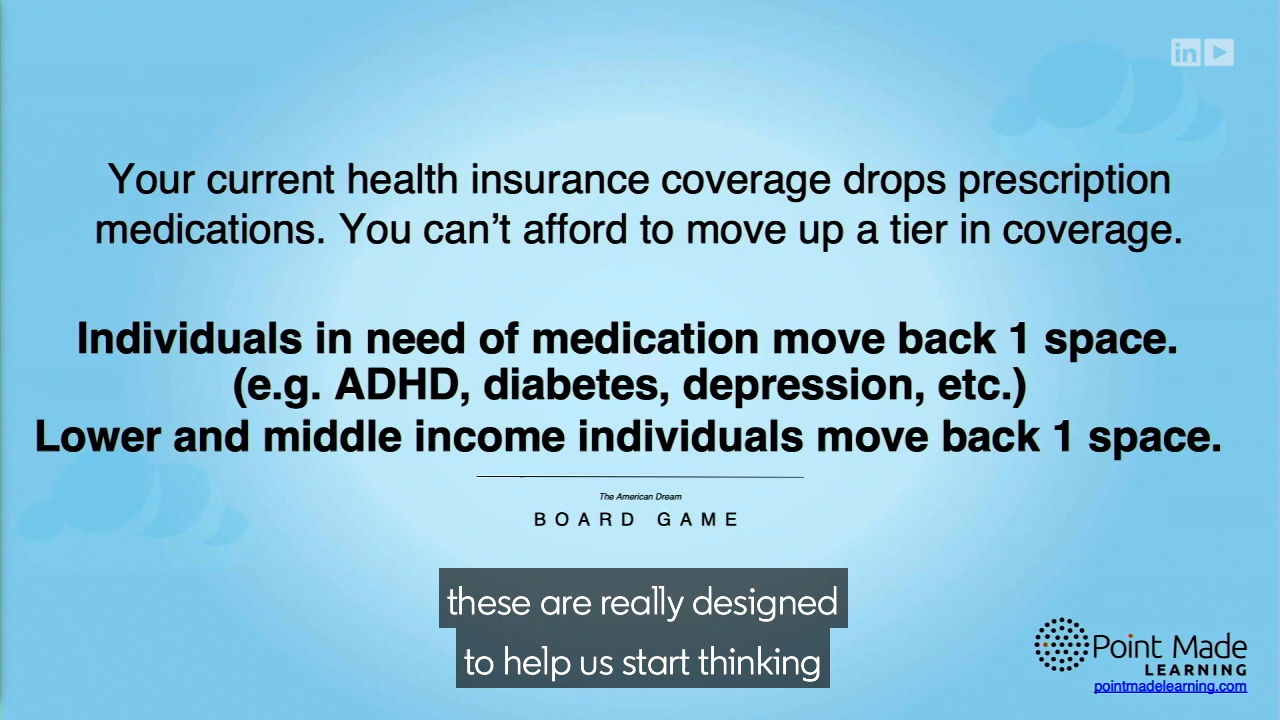 in
Your current health insurance coverage drops prescription
medications. You can't afford to move up a tier in coverage.
Individuals in need of medication move back 1 space.
(e.g. ADHD, diabetes, depression, etc.)
Lower and middle income individuals move back 1 space.
The American Dream
BOARD GAME
these are really designed
to help us start thinking
Point Made
LEARNING
pointmadelearning.com